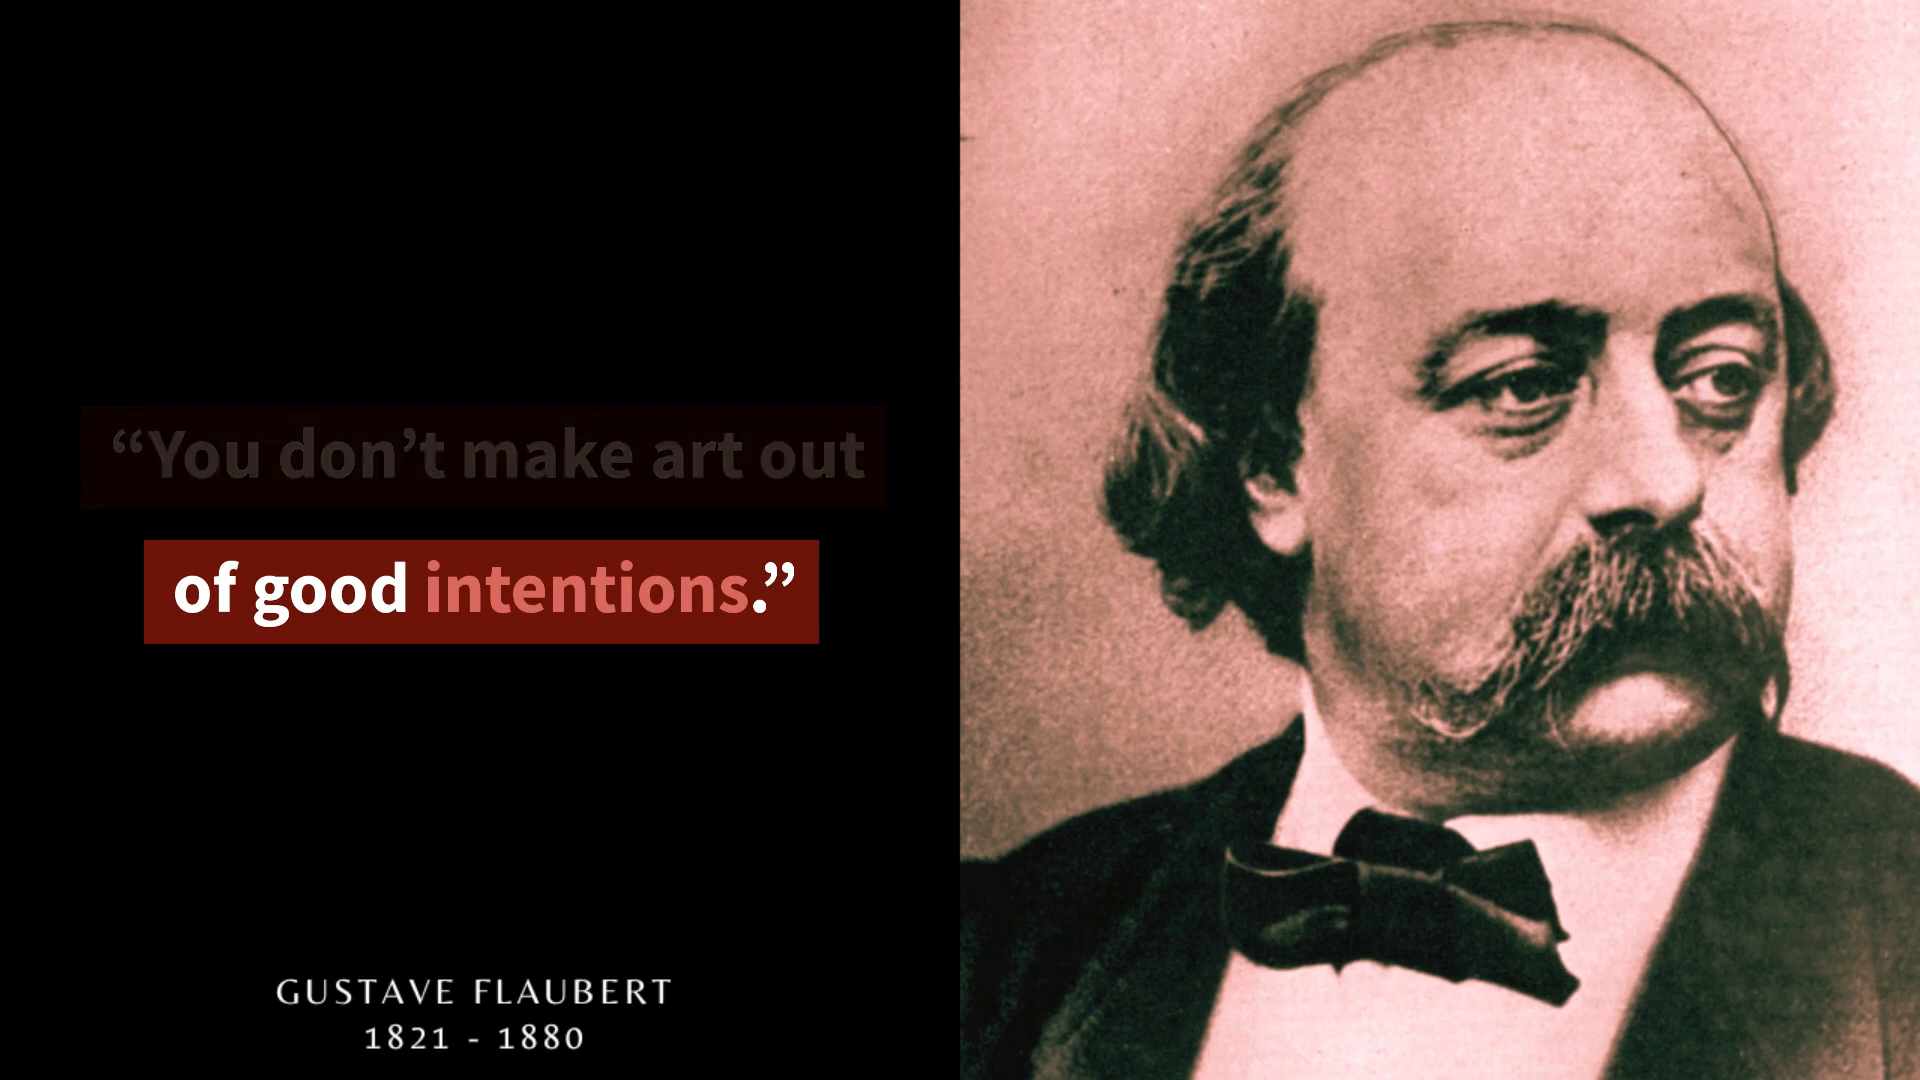 “You don’t make art out
of good intentions.”
GUSTAVE FLAUBERT
1821 - 1880